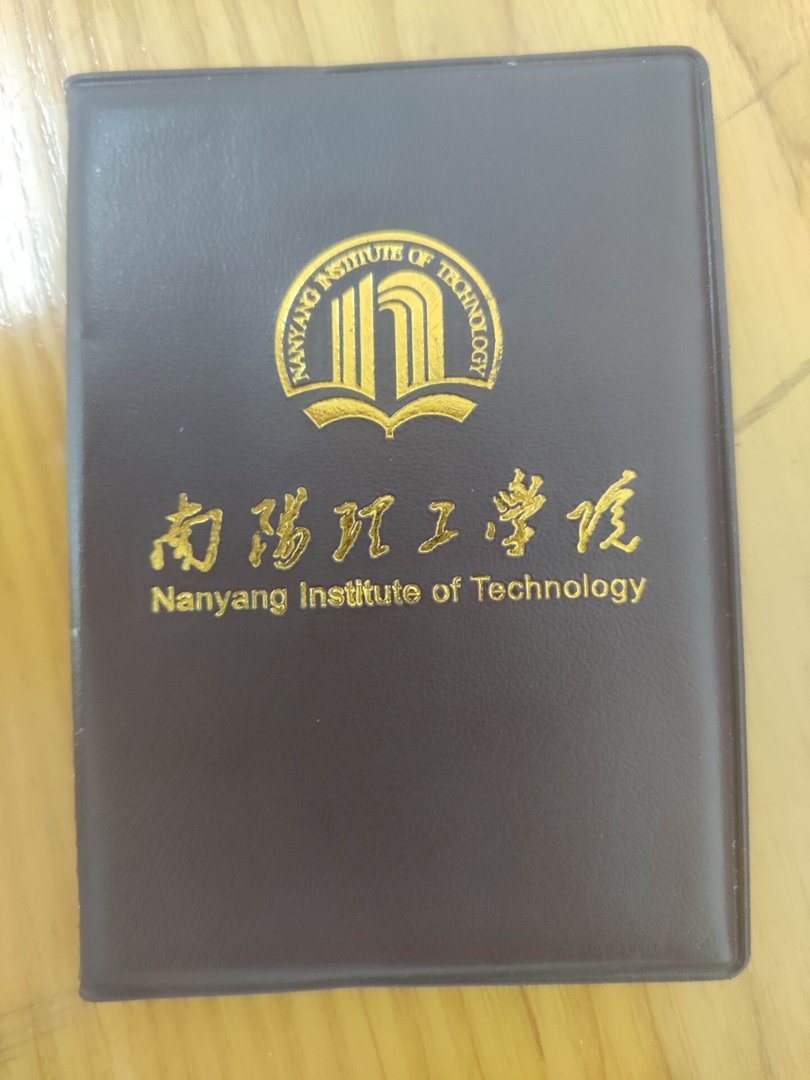 NANYANG INSTITUTE OF TECHNOLOGY
南陽理工學院
Nanyang Institute of Technology